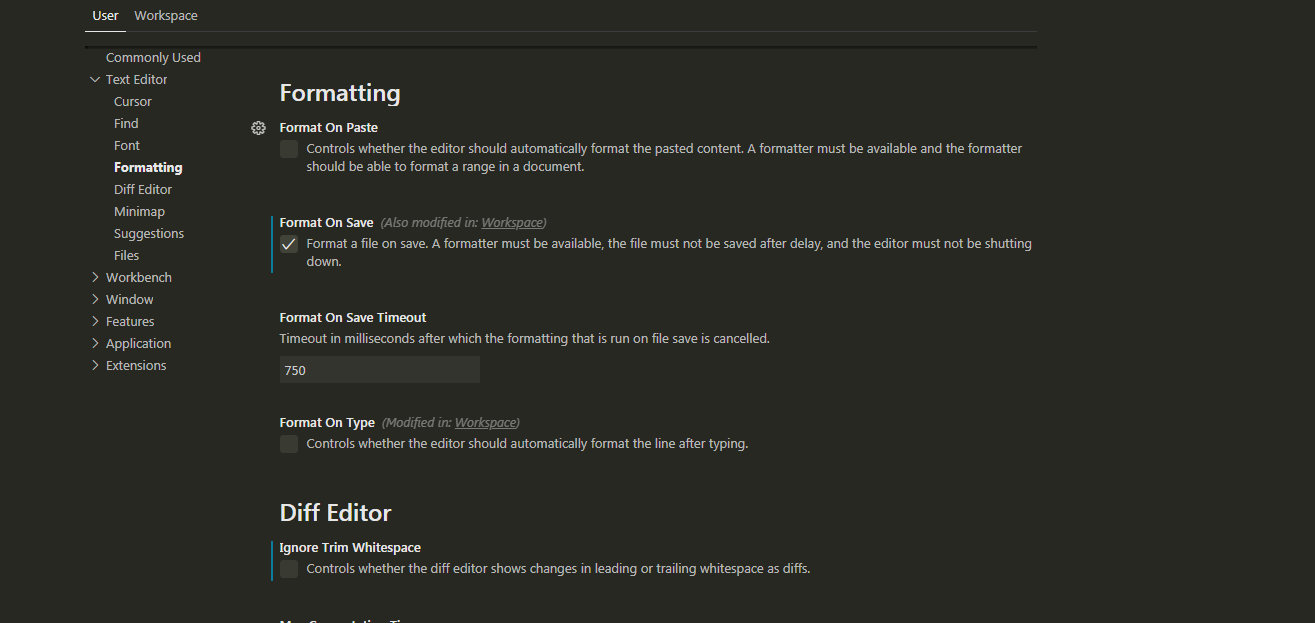 User Workspace
Commonly Used
Text Editor
Cursor
Find
Font
Formatting
Diff Editor
Minimap
Suggestions
Files
Workbench
Window
Features
Application
Extensions
Formatting
Format On Paste
Controls whether the editor should automatically format the pasted content. A formatter must be available and the formatter
should be able to format a range in a document.
Format On Save (Also modified in: Workspace)
Format a file on save. A formatter must be available, the file must not be saved after delay, and the editor must not be shutting
down.
Format On Save Timeout
Timeout in milliseconds after which the formatting that is run on file save is cancelled.
750
Format On Type (Modified in: Workspace)
Controls whether the editor should automatically format the line after typing.
Diff Editor
Ignore Trim Whitespace
Controls whether the diff editor shows changes in leading or trailing whitespace as diffs.